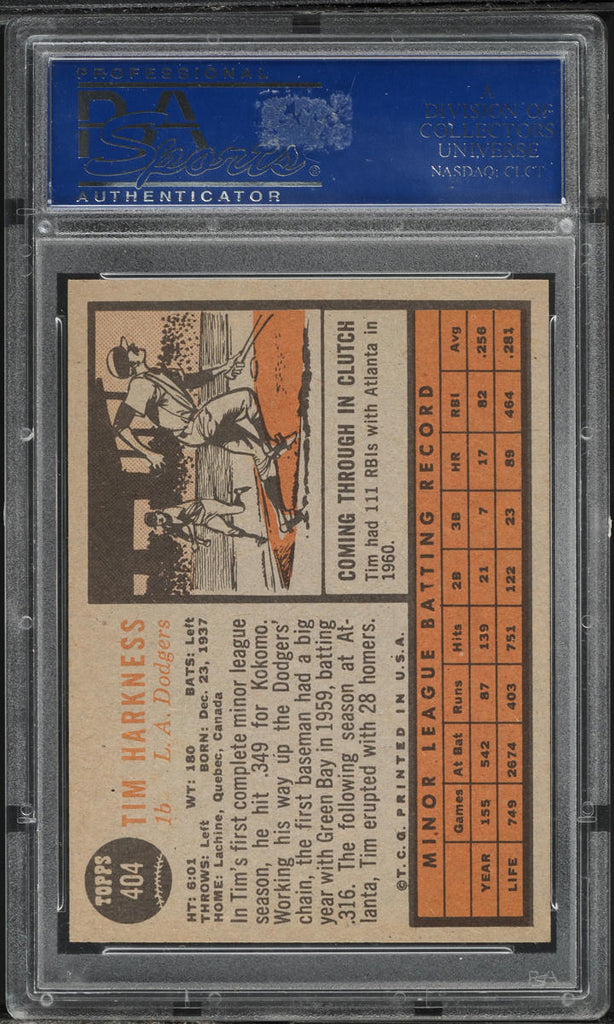 PROFESSIONAL
PSA
Sports®
AUTHENTICATOR
A
DIVISION OF
COLLECTORS
UNIVERSE
NASDAQ: CLCT
TOPPS
404
TIM HARKNESS
1b L. A. Dodgers
HT: 6:01 WT: 180 BATS: Left
THROWS: Left BORN: Dec. 23, 1937
HOME: Lachine, Quebec, Canada
In Tim's first complete minor league
season, he hit .349 for Kokomo.
Working his way up the Dodgers'
chain, the first baseman had a big
year with Green Bay in 1959, batting
.316. The following season at At-
lanta, Tim erupted with 28 homers.
©T.C.G. PRINTED IN U.S.A.
COMING THROUGH IN CLUTCH
Tim had 111 RBIs with Atlanta in
1960.
MINOR LEAGUE BATTING RECORD
Games At Bat Runs Hits 2B 3B HR RBI Avg
YEAR 155 542 87 139 21 7 17 82 .256
LIFE 749 2674 403 751 122 23 89 464 .281
PSA